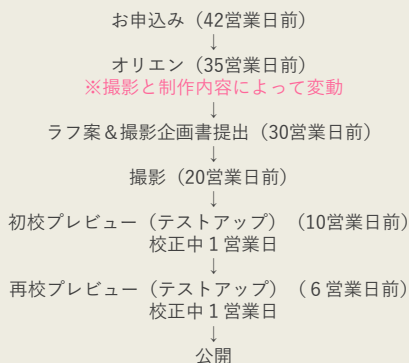 お申込み（42営業日前）
↓
オリエン（35営業日前）
※撮影と制作内容によって変動
↓
ラフ案＆撮影企画書提出（30営業日前）
↓
撮影（20営業日前）
↓
初校プレビュー（テストアップ）（10営業日前）
校正中１営業日
↓
再校プレビュー（テストアップ）（６営業日前）
校正中１営業日
↓
公開